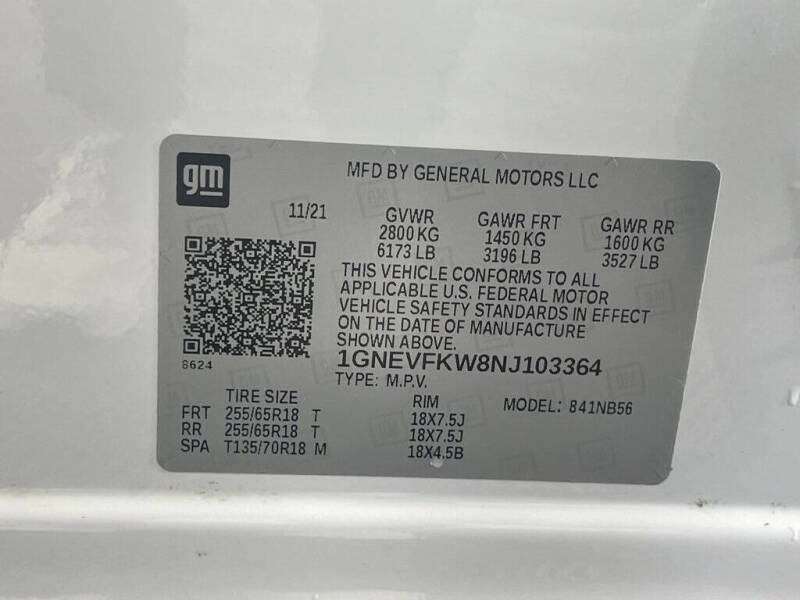 gm
MFD BY GENERAL MOTORS LLC
11/21
GVWR GAWR FRT GAWR RR
2800 KG 1450 KG 1600 KG
6173 LB 3196 LB 3527 LB
THIS VEHICLE CONFORMS TO ALL
APPLICABLE U.S. FEDERAL MOTOR
VEHICLE SAFETY STANDARDS IN EFFECT
ON THE DATE OF MANUFACTURE
SHOWN ABOVE.
8624
1GNEVFKW8NJ103364
TYPE: M.P.V.
TIRE SIZE RIM MODEL: 841NB56
FRT 255/65R18 T 18X7.5J
RR 255/65R18 T 18X7.5J
SPA T135/70R18 M 18X4.5B